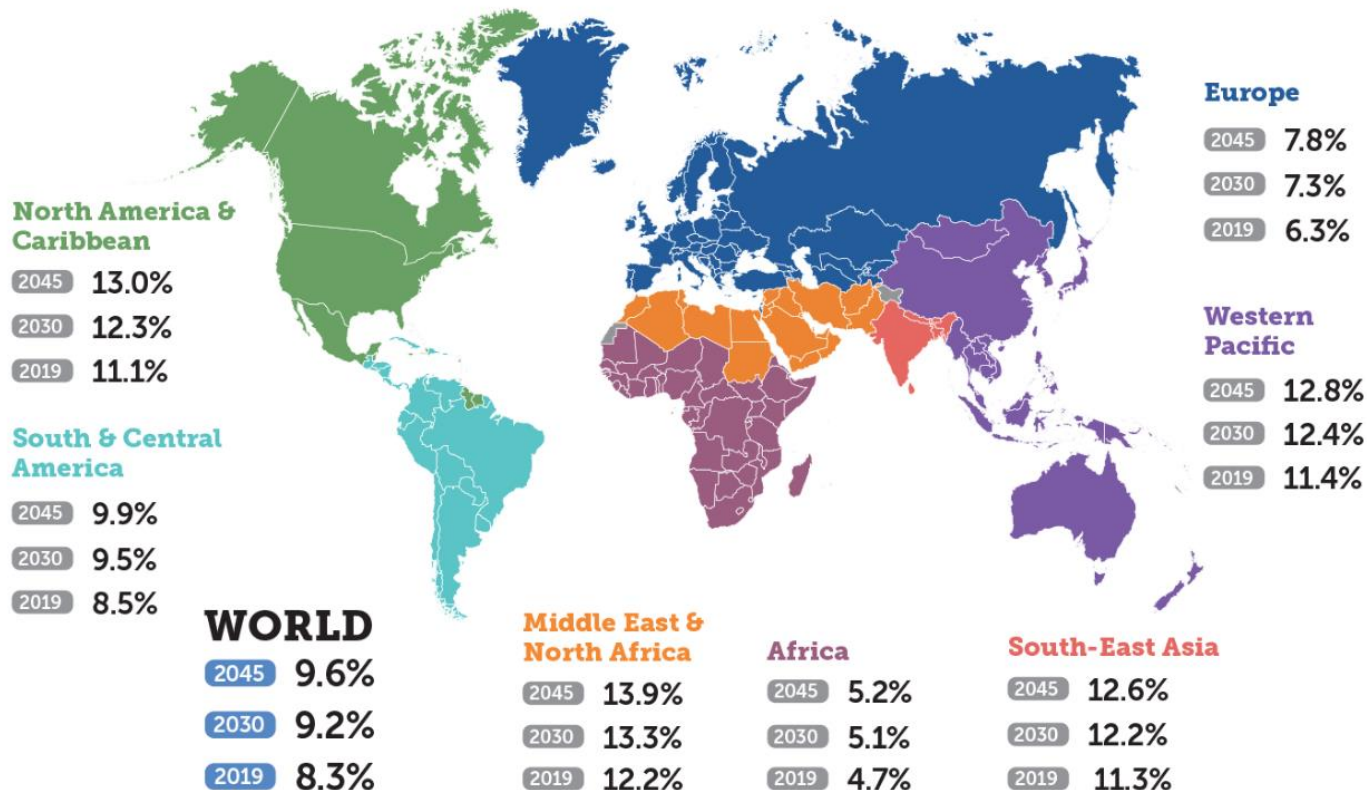 North America &
Caribbean
2045 13.0%
2030 12.3%
2019 11.1%
South & Central
America
2045 9.9%
2030 9.5%
2019 8.5%
WORLD
2045 9.6%
2030 9.2%
2019 8.3%
Middle East &
North Africa
2045 13.9%
2030 13.3%
2019 12.2%
Africa
2045 5.2%
2030 5.1%
2019 4.7%
South-East Asia
2045 12.6%
2030 12.2%
2019 11.3%
Europe
2045 7.8%
2030 7.3%
2019 6.3%
Western
Pacific
2045 12.8%
2030 12.4%
2019 11.4%